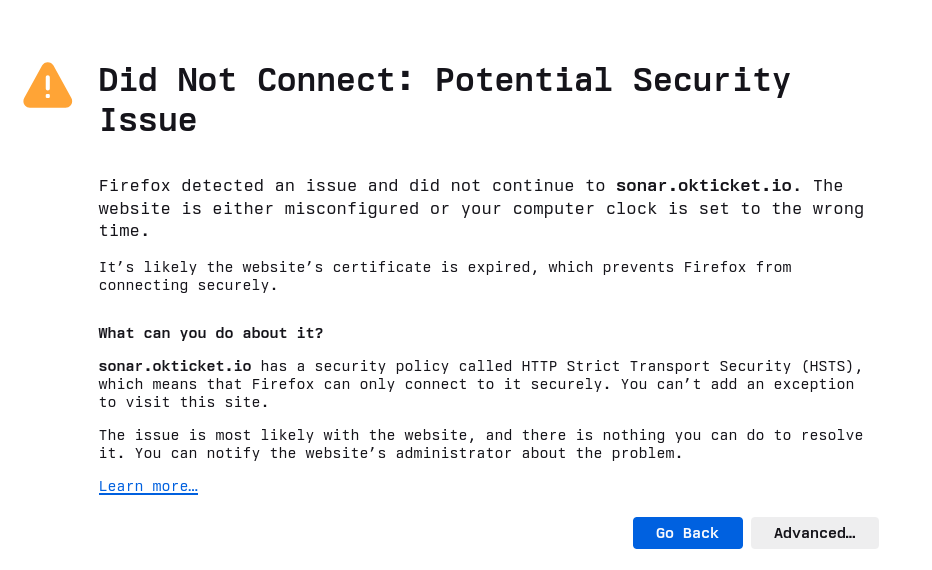 Did Not Connect: Potential Security
Issue
Firefox detected an issue and did not continue to sonar.okticket.io. The
website is either misconfigured or your computer clock is set to the wrong
time.
It’s likely the website’s certificate is expired, which prevents Firefox from
connecting securely.
What can you do about it?
sonar.okticket.io has a security policy called HTTP Strict Transport Security (HSTS),
which means that Firefox can only connect to it securely. You can’t add an exception
to visit this site.
The issue is most likely with the website, and there is nothing you can do to resolve
it. You can notify the website’s administrator about the problem.
Learn more…
Go Back Advanced…